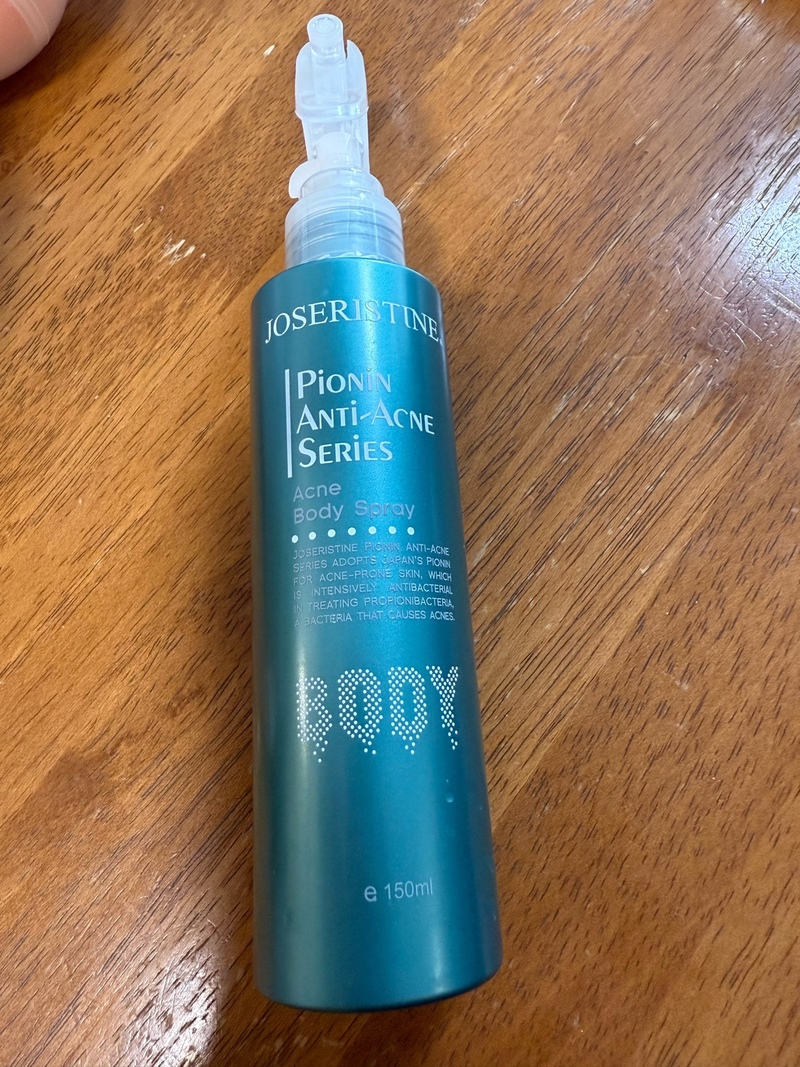 JOSERISTINE
Pionin
Anti-Acne
Series
Acne
Body Spray
JOSERISTINE PIONIN ANTI-ACNE
SERIES ADOPTS JAPAN'S PIONIN
FOR ACNE-PRONE SKIN, WHICH
IS INTENSIVELY ANTIBACTERIAL
IN TREATING PROPIONIBACTERIA,
A BACTERIA THAT CAUSES ACNES.
BODY
e 150ml